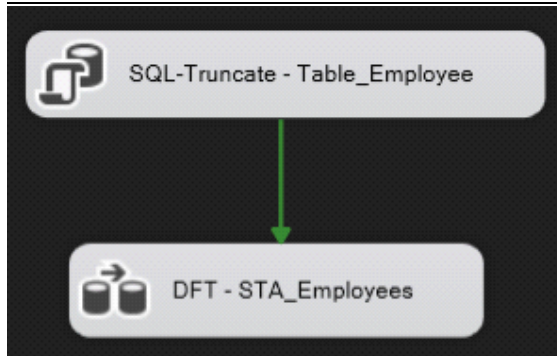 SQL-Truncate - Table_Employee
DFT - STA_Employees